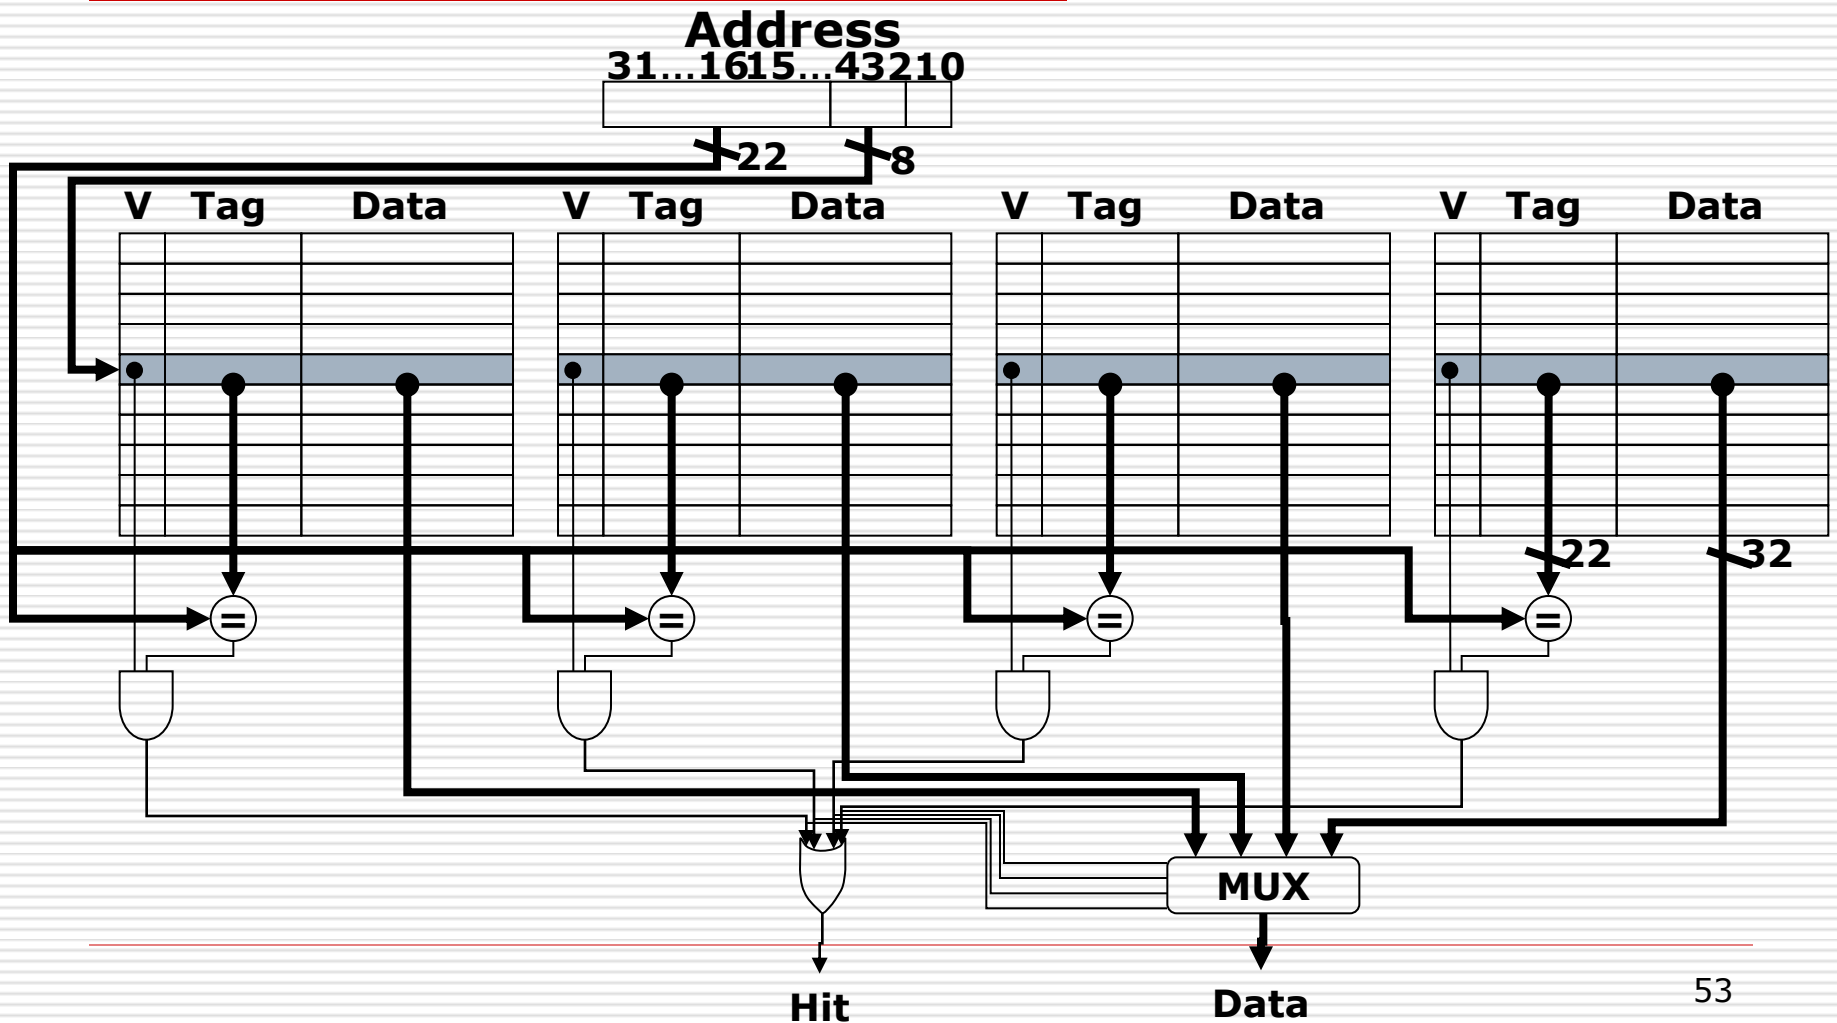 Address
31...1615...43210
22 8
V Tag Data V Tag Data V Tag Data V Tag Data
22 32
= = = =
MUX
Hit Data
53